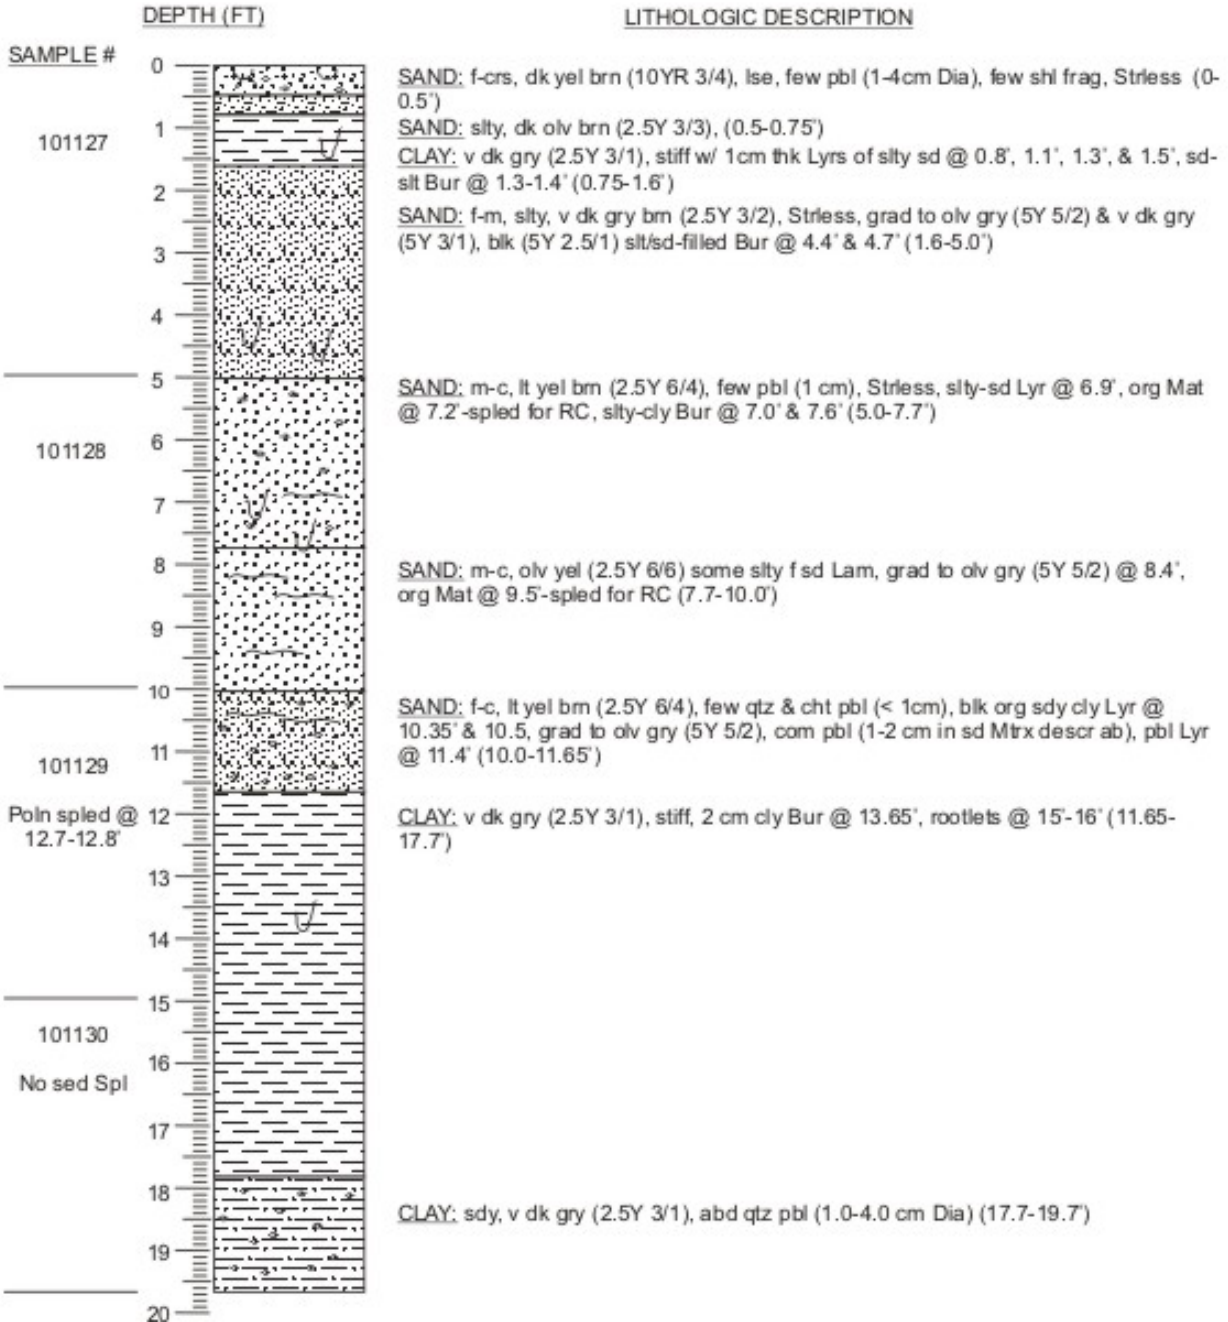 DEPTH (FT)
LITHOLOGIC DESCRIPTION
SAMPLE #
0
SAND: f-crs, dk yel brn (10YR 3/4), lse, few pbl (1-4cm Dia), few shl frag, Strless (0-
0.5')
SAND: slty, dk olv brn (2.5Y 3/3), (0.5-0.75')
1
101127
CLAY: v dk gry (2.5Y 3/1), stiff w/ 1cm thk Lyrs of slty sd @ 0.8', 1.1', 1.3', & 1.5', sd-
slt Bur @ 1.3-1.4' (0.75-1.6')
2
SAND: f-m, slty, v dk gry brn (2.5Y 3/2), Strless, grad to olv gry (5Y 5/2) & v dk gry
(5Y 3/1), blk (5Y 2.5/1) slt/sd-filled Bur @ 4.4' & 4.7' (1.6-5.0')
3
4
5
SAND: m-c, lt yel brn (2.5Y 6/4), few pbl (1 cm), Strless, slty-sd Lyr @ 6.9', org Mat
@ 7.2'-spled for RC, slty-cly Bur @ 7.0' & 7.6' (5.0-7.7')
6
101128
7
8
SAND: m-c, olv yel (2.5Y 6/6) some slty f sd Lam, grad to olv gry (5Y 5/2) @ 8.4',
org Mat @ 9.5'-spled for RC (7.7-10.0')
9
10
SAND: f-c, lt yel brn (2.5Y 6/4), few qtz & cht pbl (< 1cm), blk org sdy cly Lyr @
10.35' & 10.5, grad to olv gry (5Y 5/2), com pbl (1-2 cm in sd Mtrx descr ab), pbl Lyr
@ 11.4' (10.0-11.65')
11
101129
Poln spled @
12.7-12.8'
12
CLAY: v dk gry (2.5Y 3/1), stiff, 2 cm cly Bur @ 13.65', rootlets @ 15'-16' (11.65-
17.7')
13
14
15
101130
16
No sed Spl
17
18
CLAY: sdy, v dk gry (2.5Y 3/1), abd qtz pbl (1.0-4.0 cm Dia) (17.7-19.7')
19
20